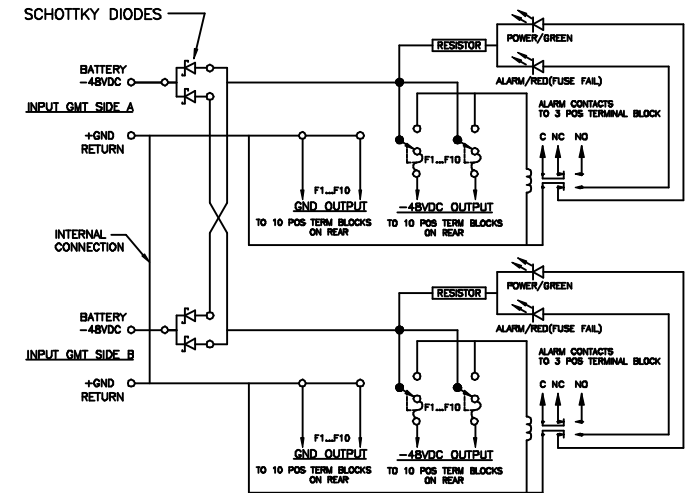 SCHOTTKY DIODES
RESISTOR
POWER/GREEN
BATTERY
-48VDC
ALARM/RED(FUSE FAIL)
INPUT GMT SIDE A
ALARM CONTACTS
TO 3 POS TERMINAL BLOCK
+GND
RETURN
C NC NO
F1...F10
F1...F10
GND OUTPUT
-48VDC OUTPUT
TO 10 POS TERM BLOCKS
ON REAR
TO 10 POS TERM BLOCKS
ON REAR
INTERNAL
CONNECTION
RESISTOR
POWER/GREEN
BATTERY
-48VDC
ALARM/RED(FUSE FAIL)
INPUT GMT SIDE B
ALARM CONTACTS
TO 3 POS TERMINAL BLOCK
+GND
RETURN
C NC NO
F1...F10
F1...F10
GND OUTPUT
-48VDC OUTPUT
TO 10 POS TERM BLOCKS
ON REAR
TO 10 POS TERM BLOCKS
ON REAR